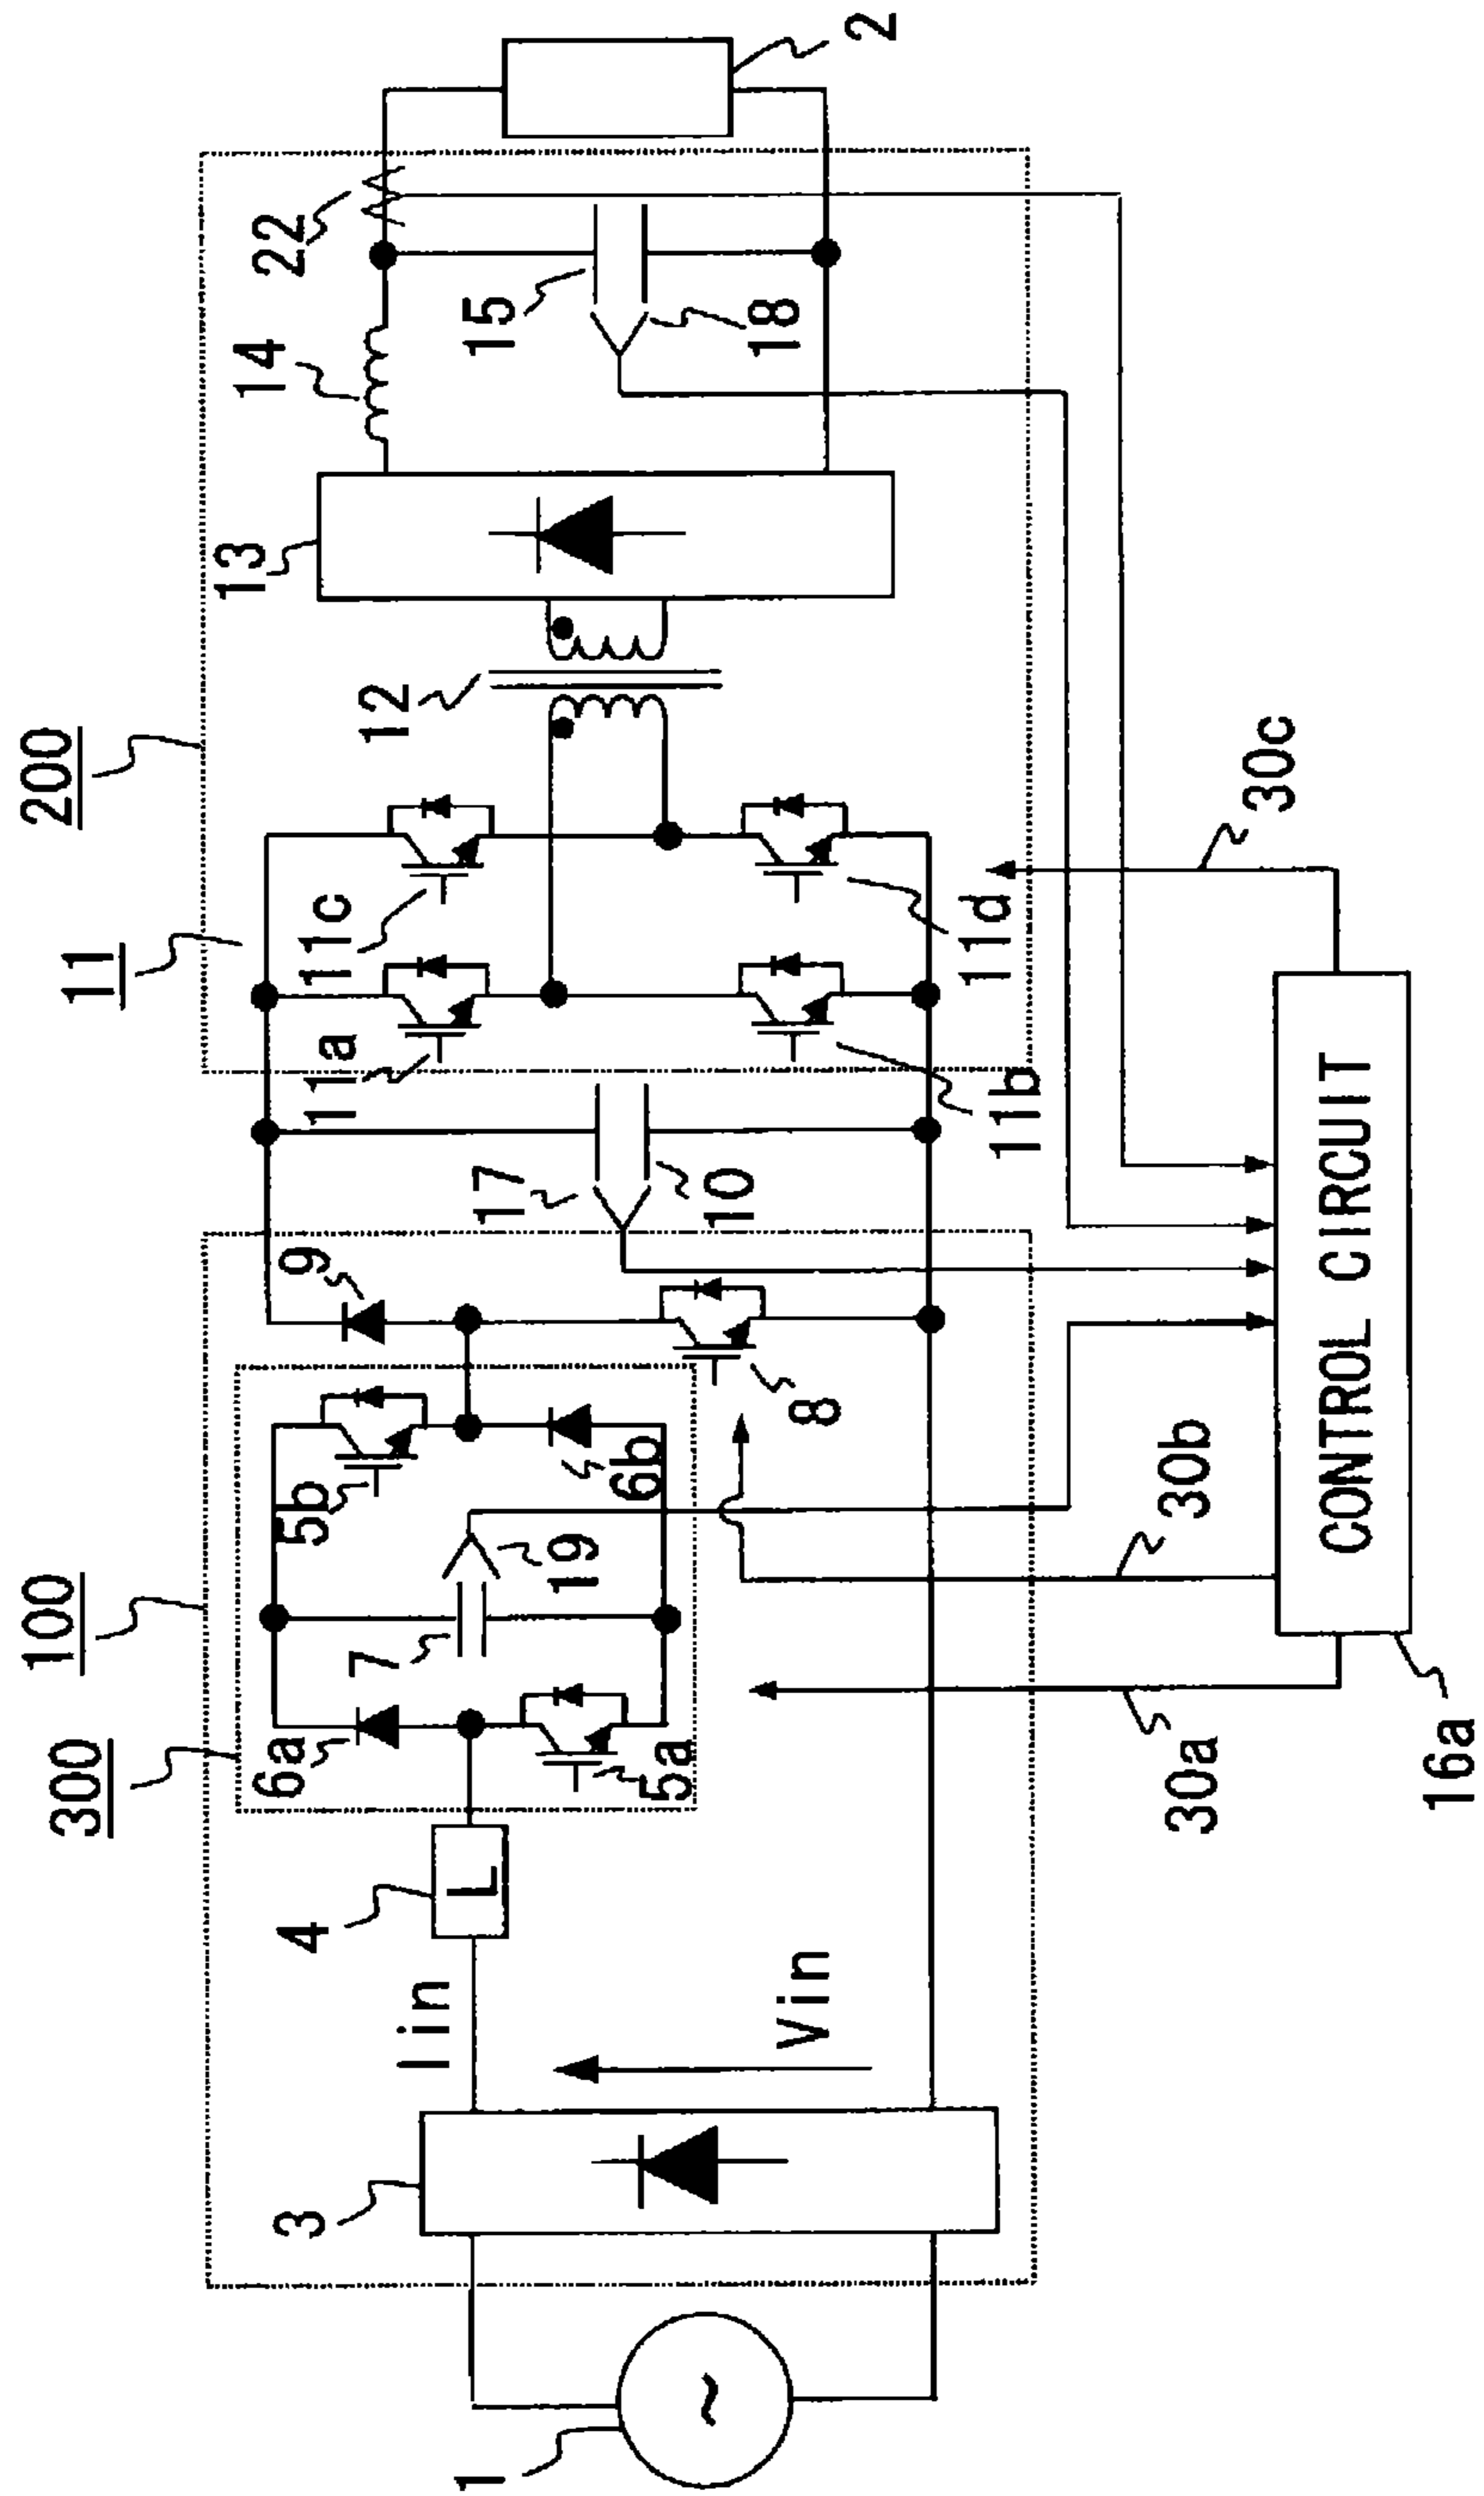 300
100
11
200
6a
7
5b
9
17
11a
11c
12
13
14
22
1
3
Iin
4
L
vin
5a
19
6b
8
10
11b
11d
15
18
2
30a
30b
30c
16a
CONTROL CIRCUIT
~